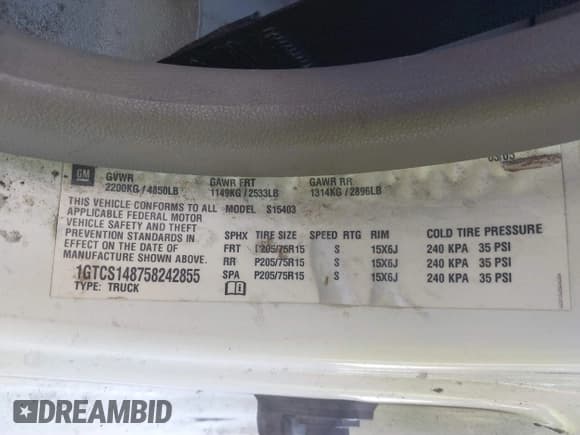 03/05
GM GVWR GAWR FRT GAWR RR
2200KG/4850LB 1149KG/2533LB 1314KG/2896LB
THIS VEHICLE CONFORMS TO ALL MODEL S15403
APPLICABLE FEDERAL MOTOR
VEHICLE SAFETY AND THEFT
PREVENTION STANDARDS IN
EFFECT ON THE DATE OF
MANUFACTURE SHOWN ABOVE.
SPHX TIRE SIZE SPEED RTG RIM COLD TIRE PRESSURE
FRT P205/75R15 S 15X6J 240 KPA 35 PSI
RR P205/75R15 S 15X6J 240 KPA 35 PSI
SPA P205/75R15 S 15X6J 240 KPA 35 PSI
1GTCS148758242855
TYPE: TRUCK
DREAMBID